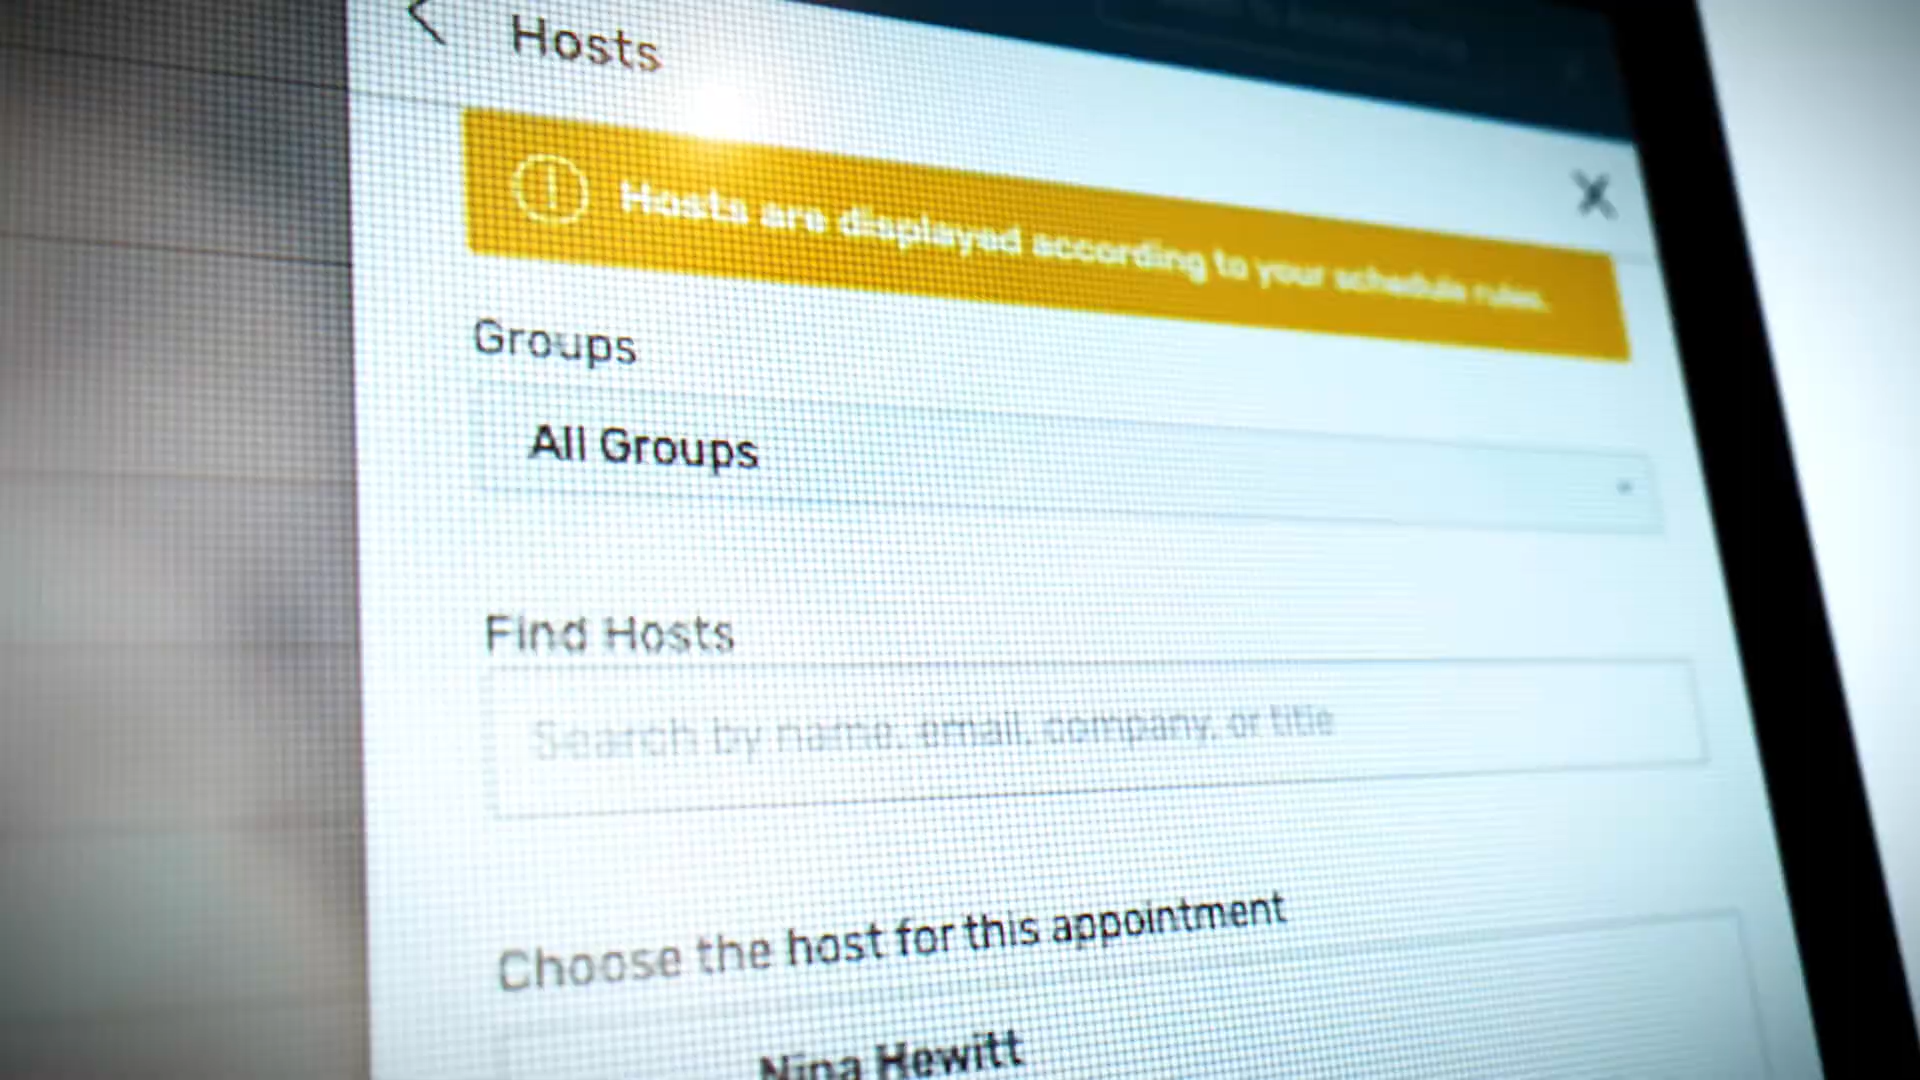 Hosts
Hosts are displayed according to your schedule rules.
Groups
All Groups
Find Hosts
Search by name, email, company, or title
Choose the host for this appointment
Nina Hewitt